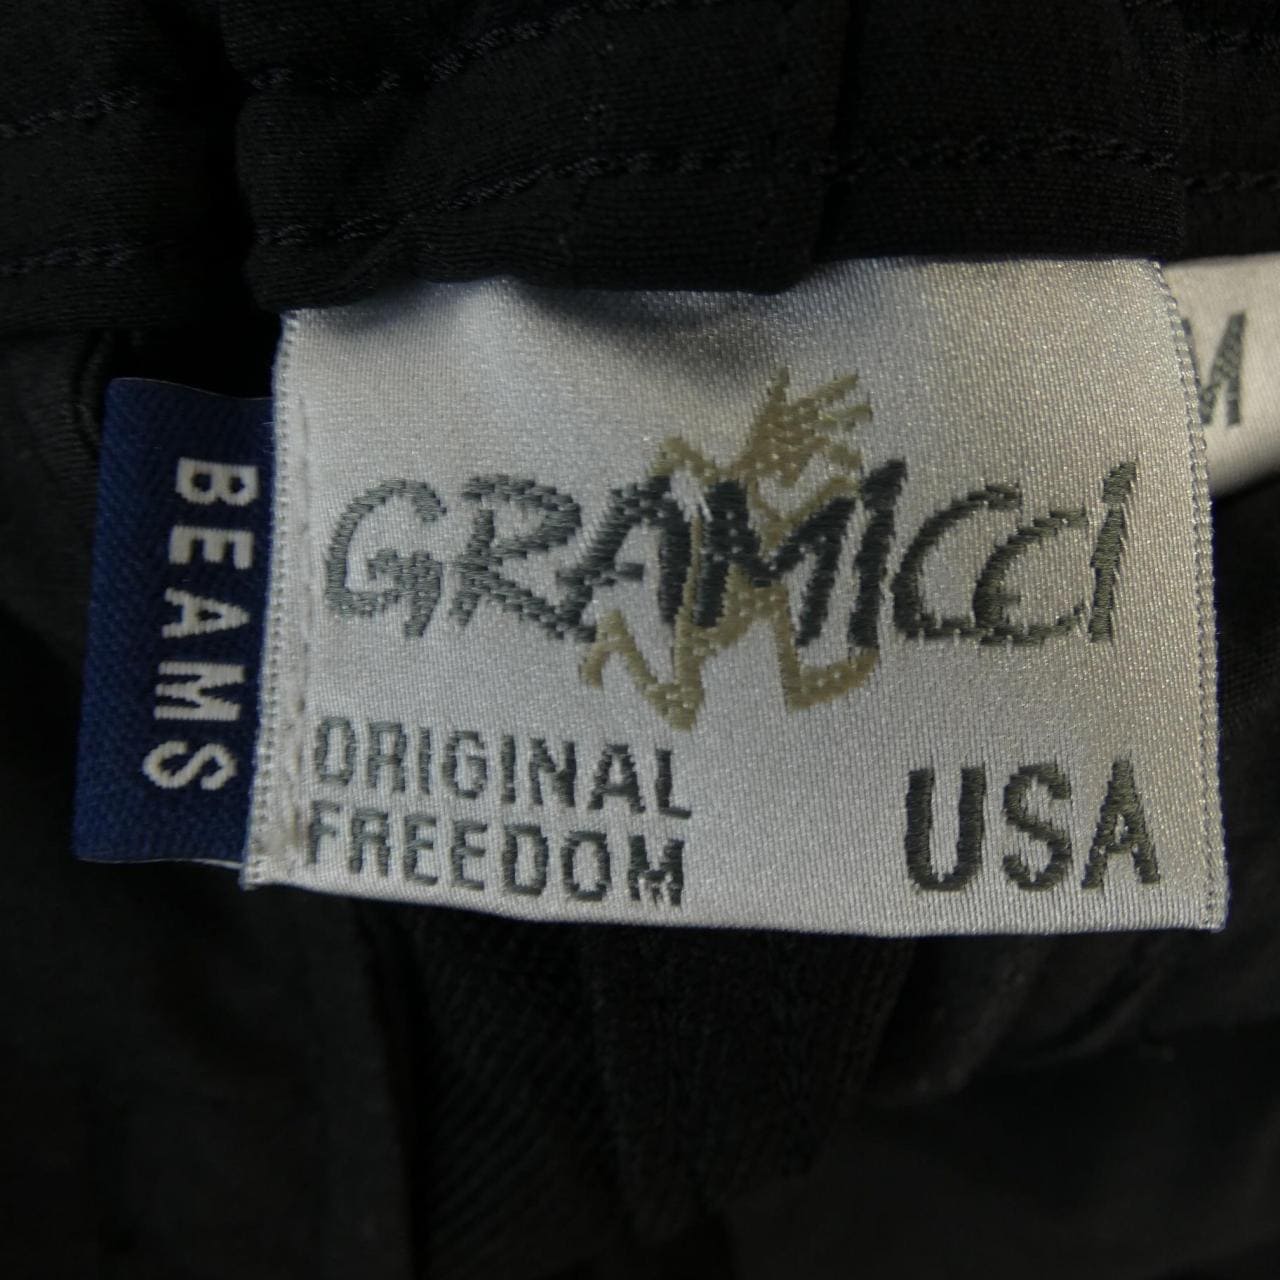 BEAMS
GRAMICCI
ORIGINAL
FREEDOM
USA
M